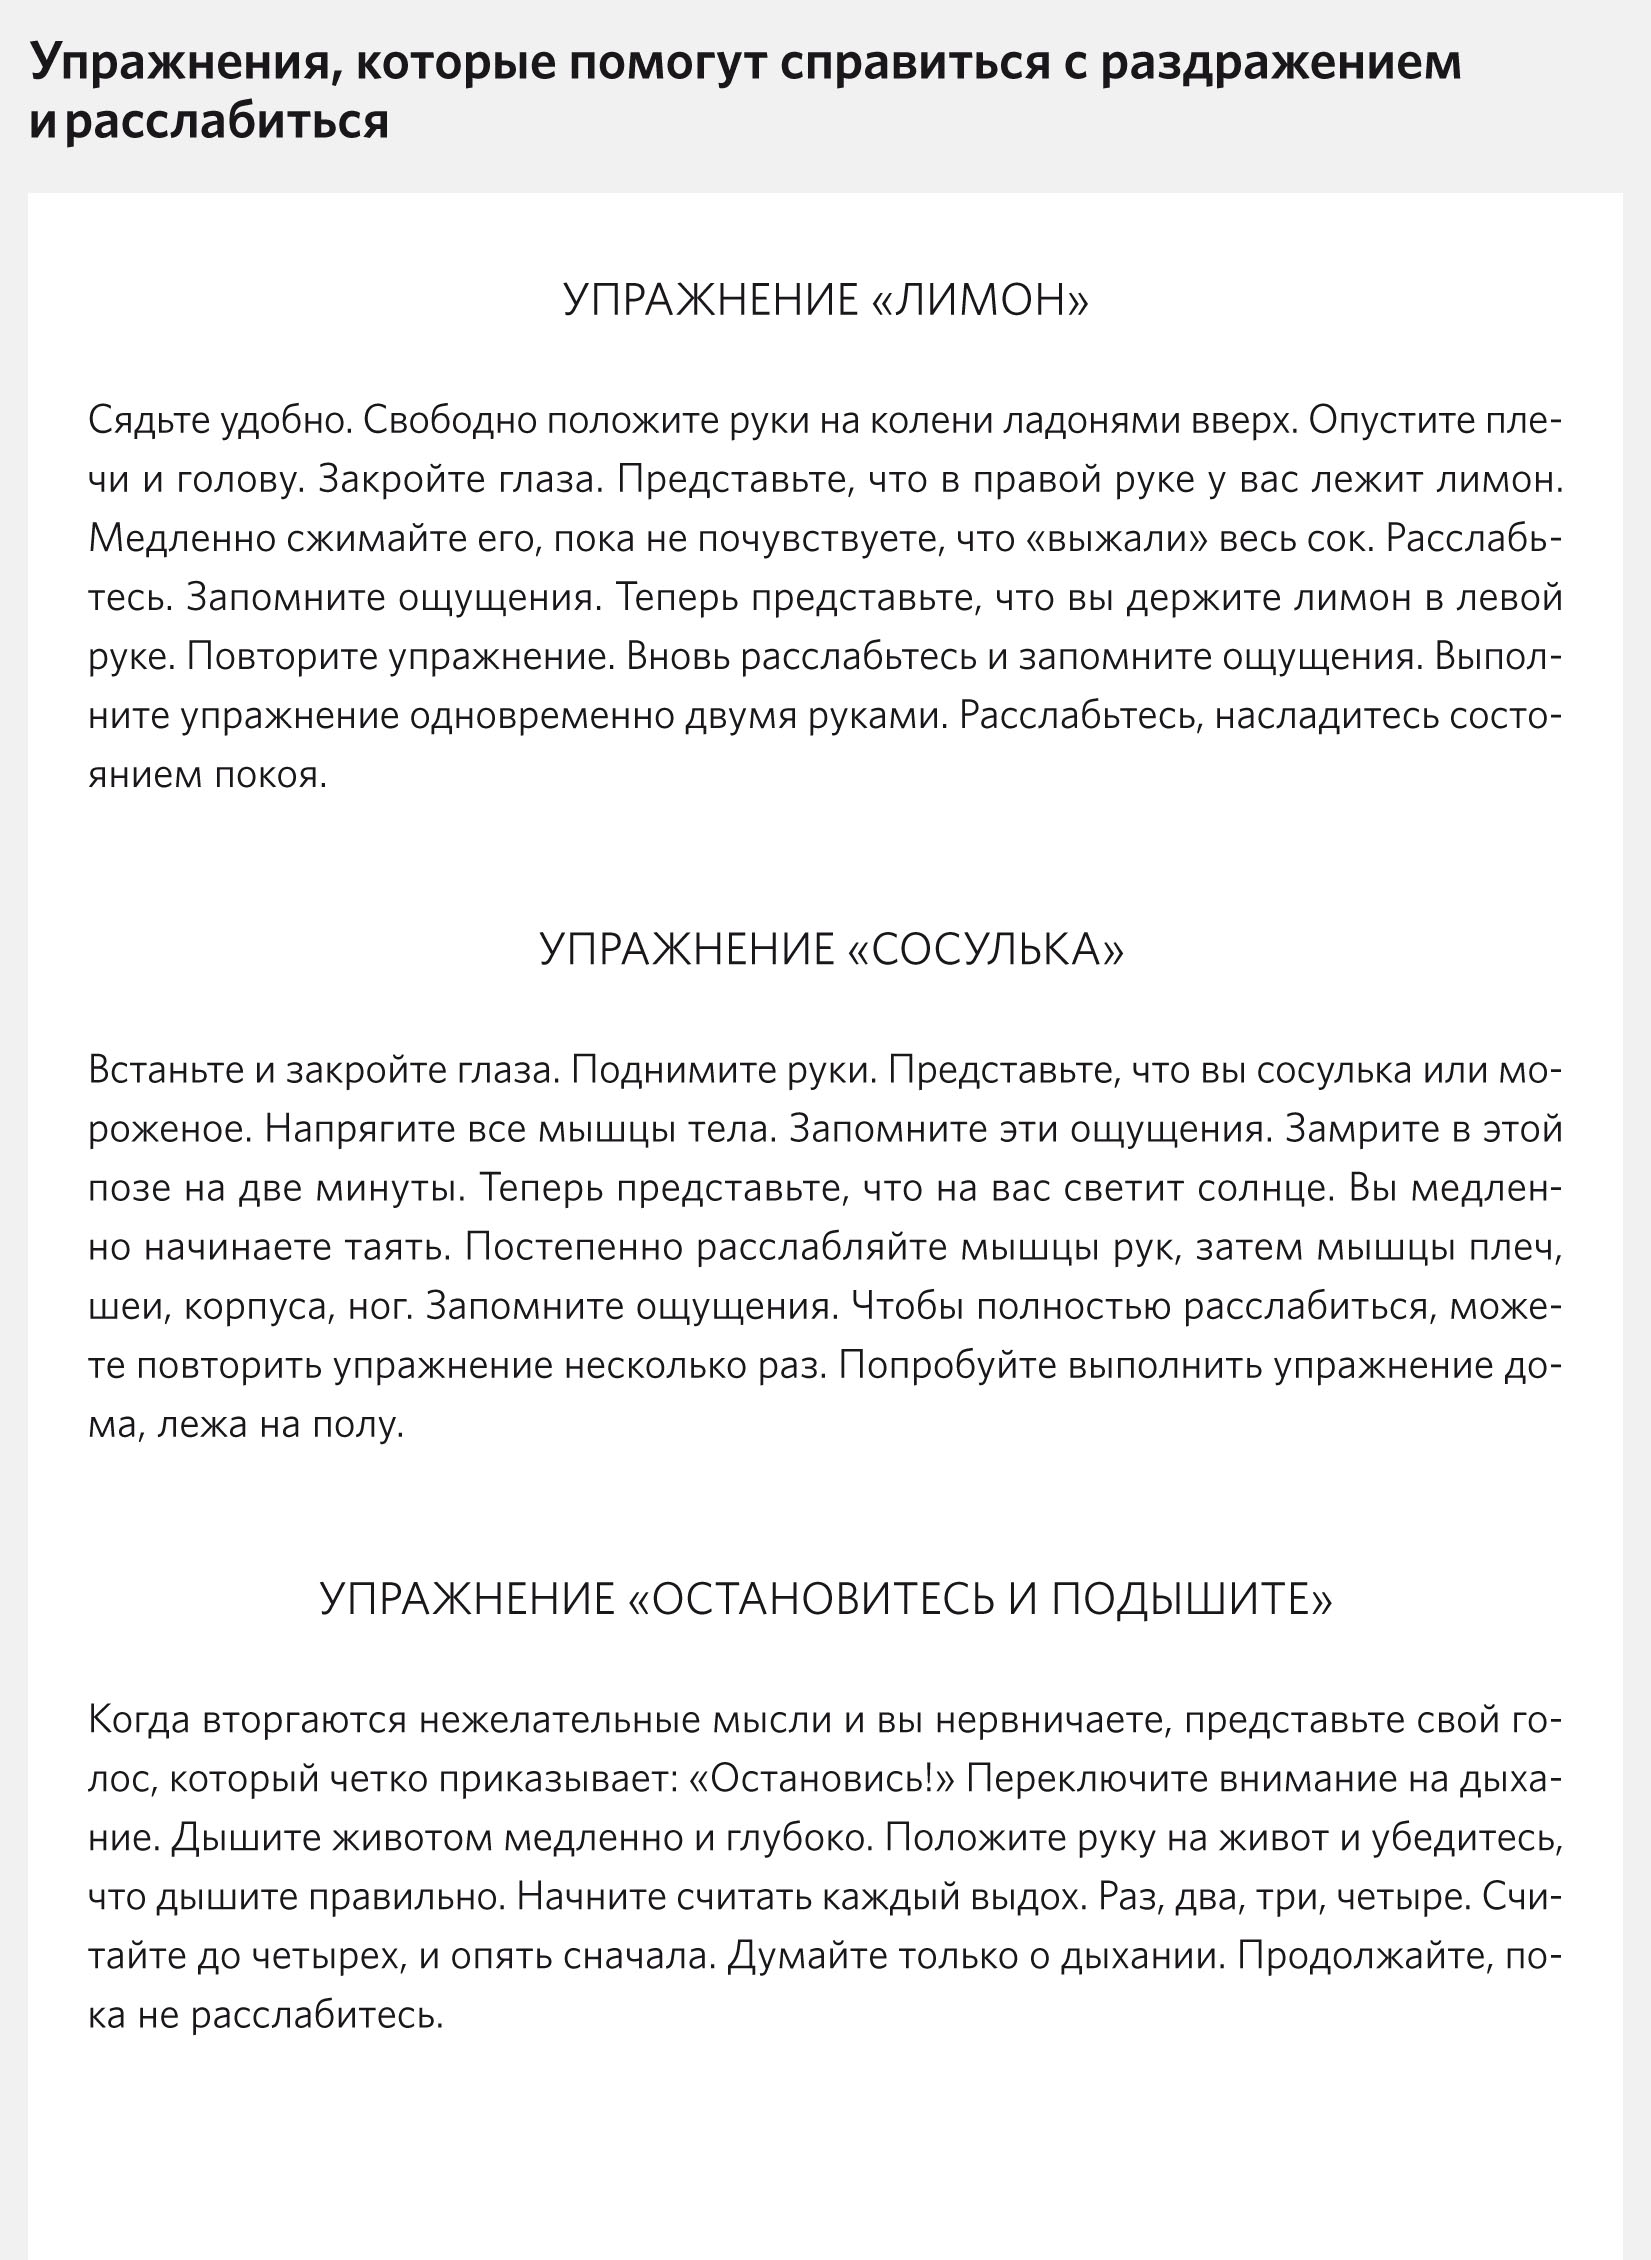 Упражнения, которые помогут справиться с раздражением
и расслабиться
УПРАЖНЕНИЕ «ЛИМОН»
Сядьте удобно. Свободно положите руки на колени ладонями вверх. Опустите пле-
чи и голову. Закройте глаза. Представьте, что в правой руке у вас лежит лимон.
Медленно сжимайте его, пока не почувствуете, что «выжали» весь сок. Расслабь-
тесь. Запомните ощущения. Теперь представьте, что вы держите лимон в левой
руке. Повторите упражнение. Вновь расслабьтесь и запомните ощущения. Выпол-
ните упражнение одновременно двумя руками. Расслабьтесь, насладитесь состо-
янием покоя.
УПРАЖНЕНИЕ «СОСУЛЬКА»
Встаньте и закройте глаза. Поднимите руки. Представьте, что вы сосулька или мо-
роженое. Напрягите все мышцы тела. Запомните эти ощущения. Замрите в этой
позе на две минуты. Теперь представьте, что на вас светит солнце. Вы медлен-
но начинаете таять. Постепенно расслабляйте мышцы рук, затем мышцы плеч,
шеи, корпуса, ног. Запомните ощущения. Чтобы полностью расслабиться, може-
те повторить упражнение несколько раз. Попробуйте выполнить упражнение до-
ма, лежа на полу.
УПРАЖНЕНИЕ «ОСТАНОВИТЕСЬ И ПОДЫШИТЕ»
Когда вторгаются нежелательные мысли и вы нервничаете, представьте свой го-
лос, который четко приказывает: «Остановись!» Переключите внимание на дыха-
ние. Дышите животом медленно и глубоко. Положите руку на живот и убедитесь,
что дышите правильно. Начните считать каждый выдох. Раз, два, три, четыре. Счи-
тайте до четырех, и опять сначала. Думайте только о дыхании. Продолжайте, по-
ка не расслабитесь.